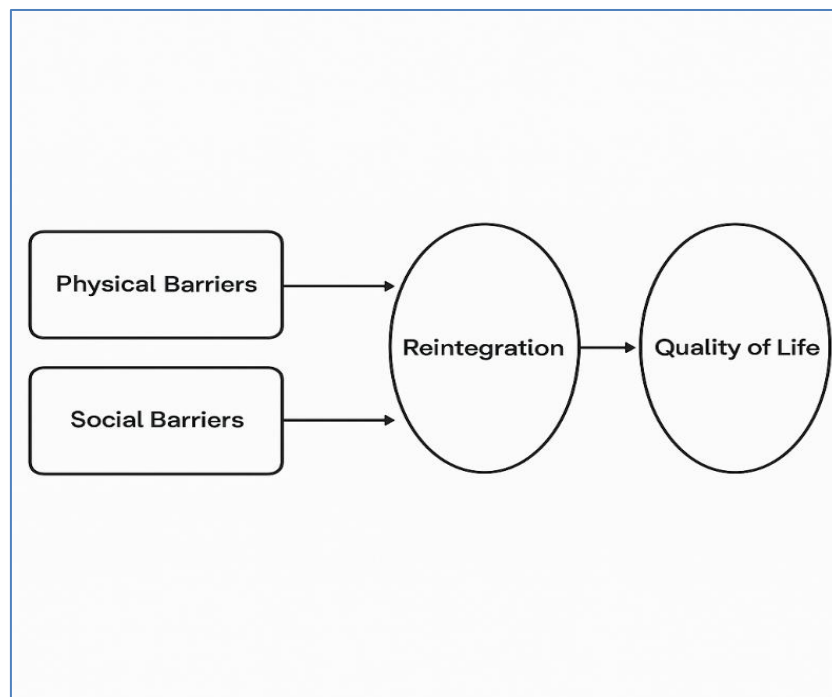 Physical Barriers
Social Barriers
Reintegration
Quality of Life